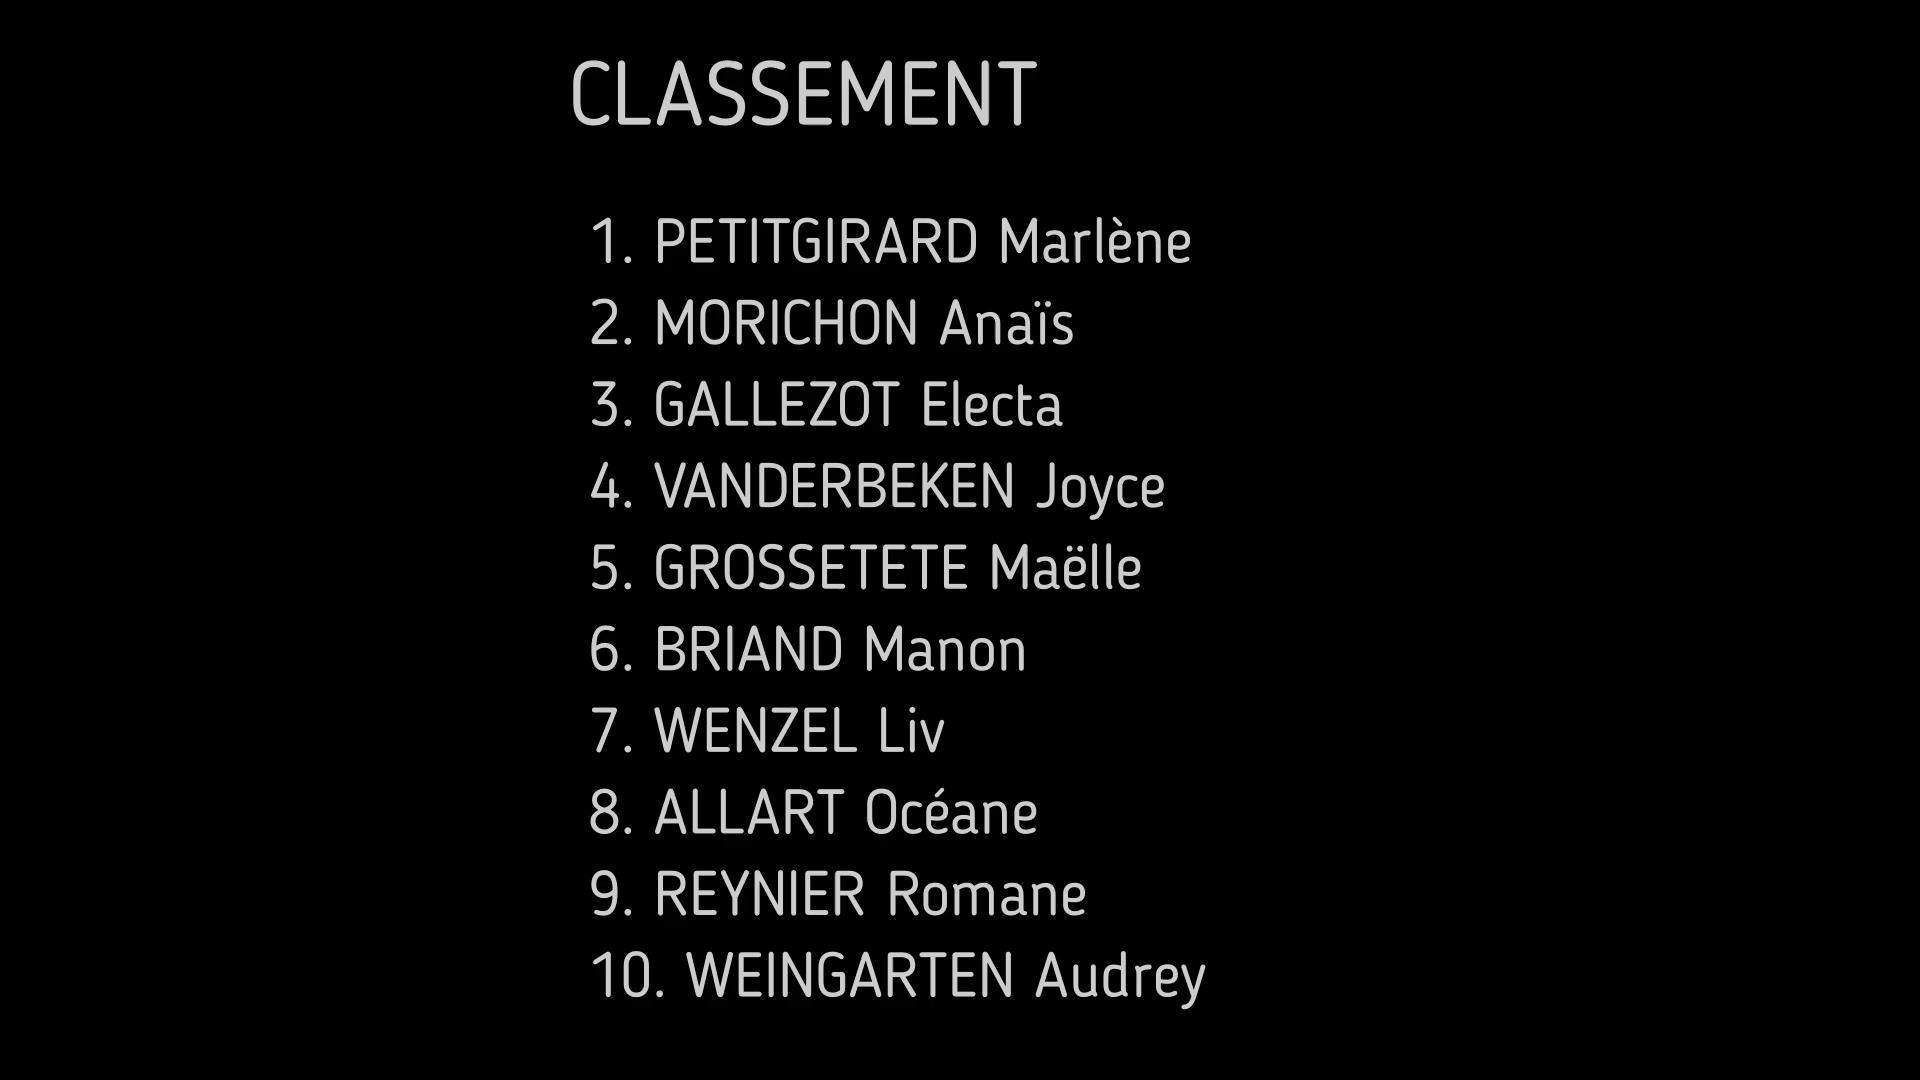 CLASSEMENT
1. PETITGIRARD Marlène
2. MORICHON Anaïs
3. GALLEZOT Electa
4. VANDERBEKEN Joyce
5. GROSSETETE Maëlle
6. BRIAND Manon
7. WENZEL Liv
8. ALLART Océane
9. REYNIER Romane
10. WEINGARTEN Audrey